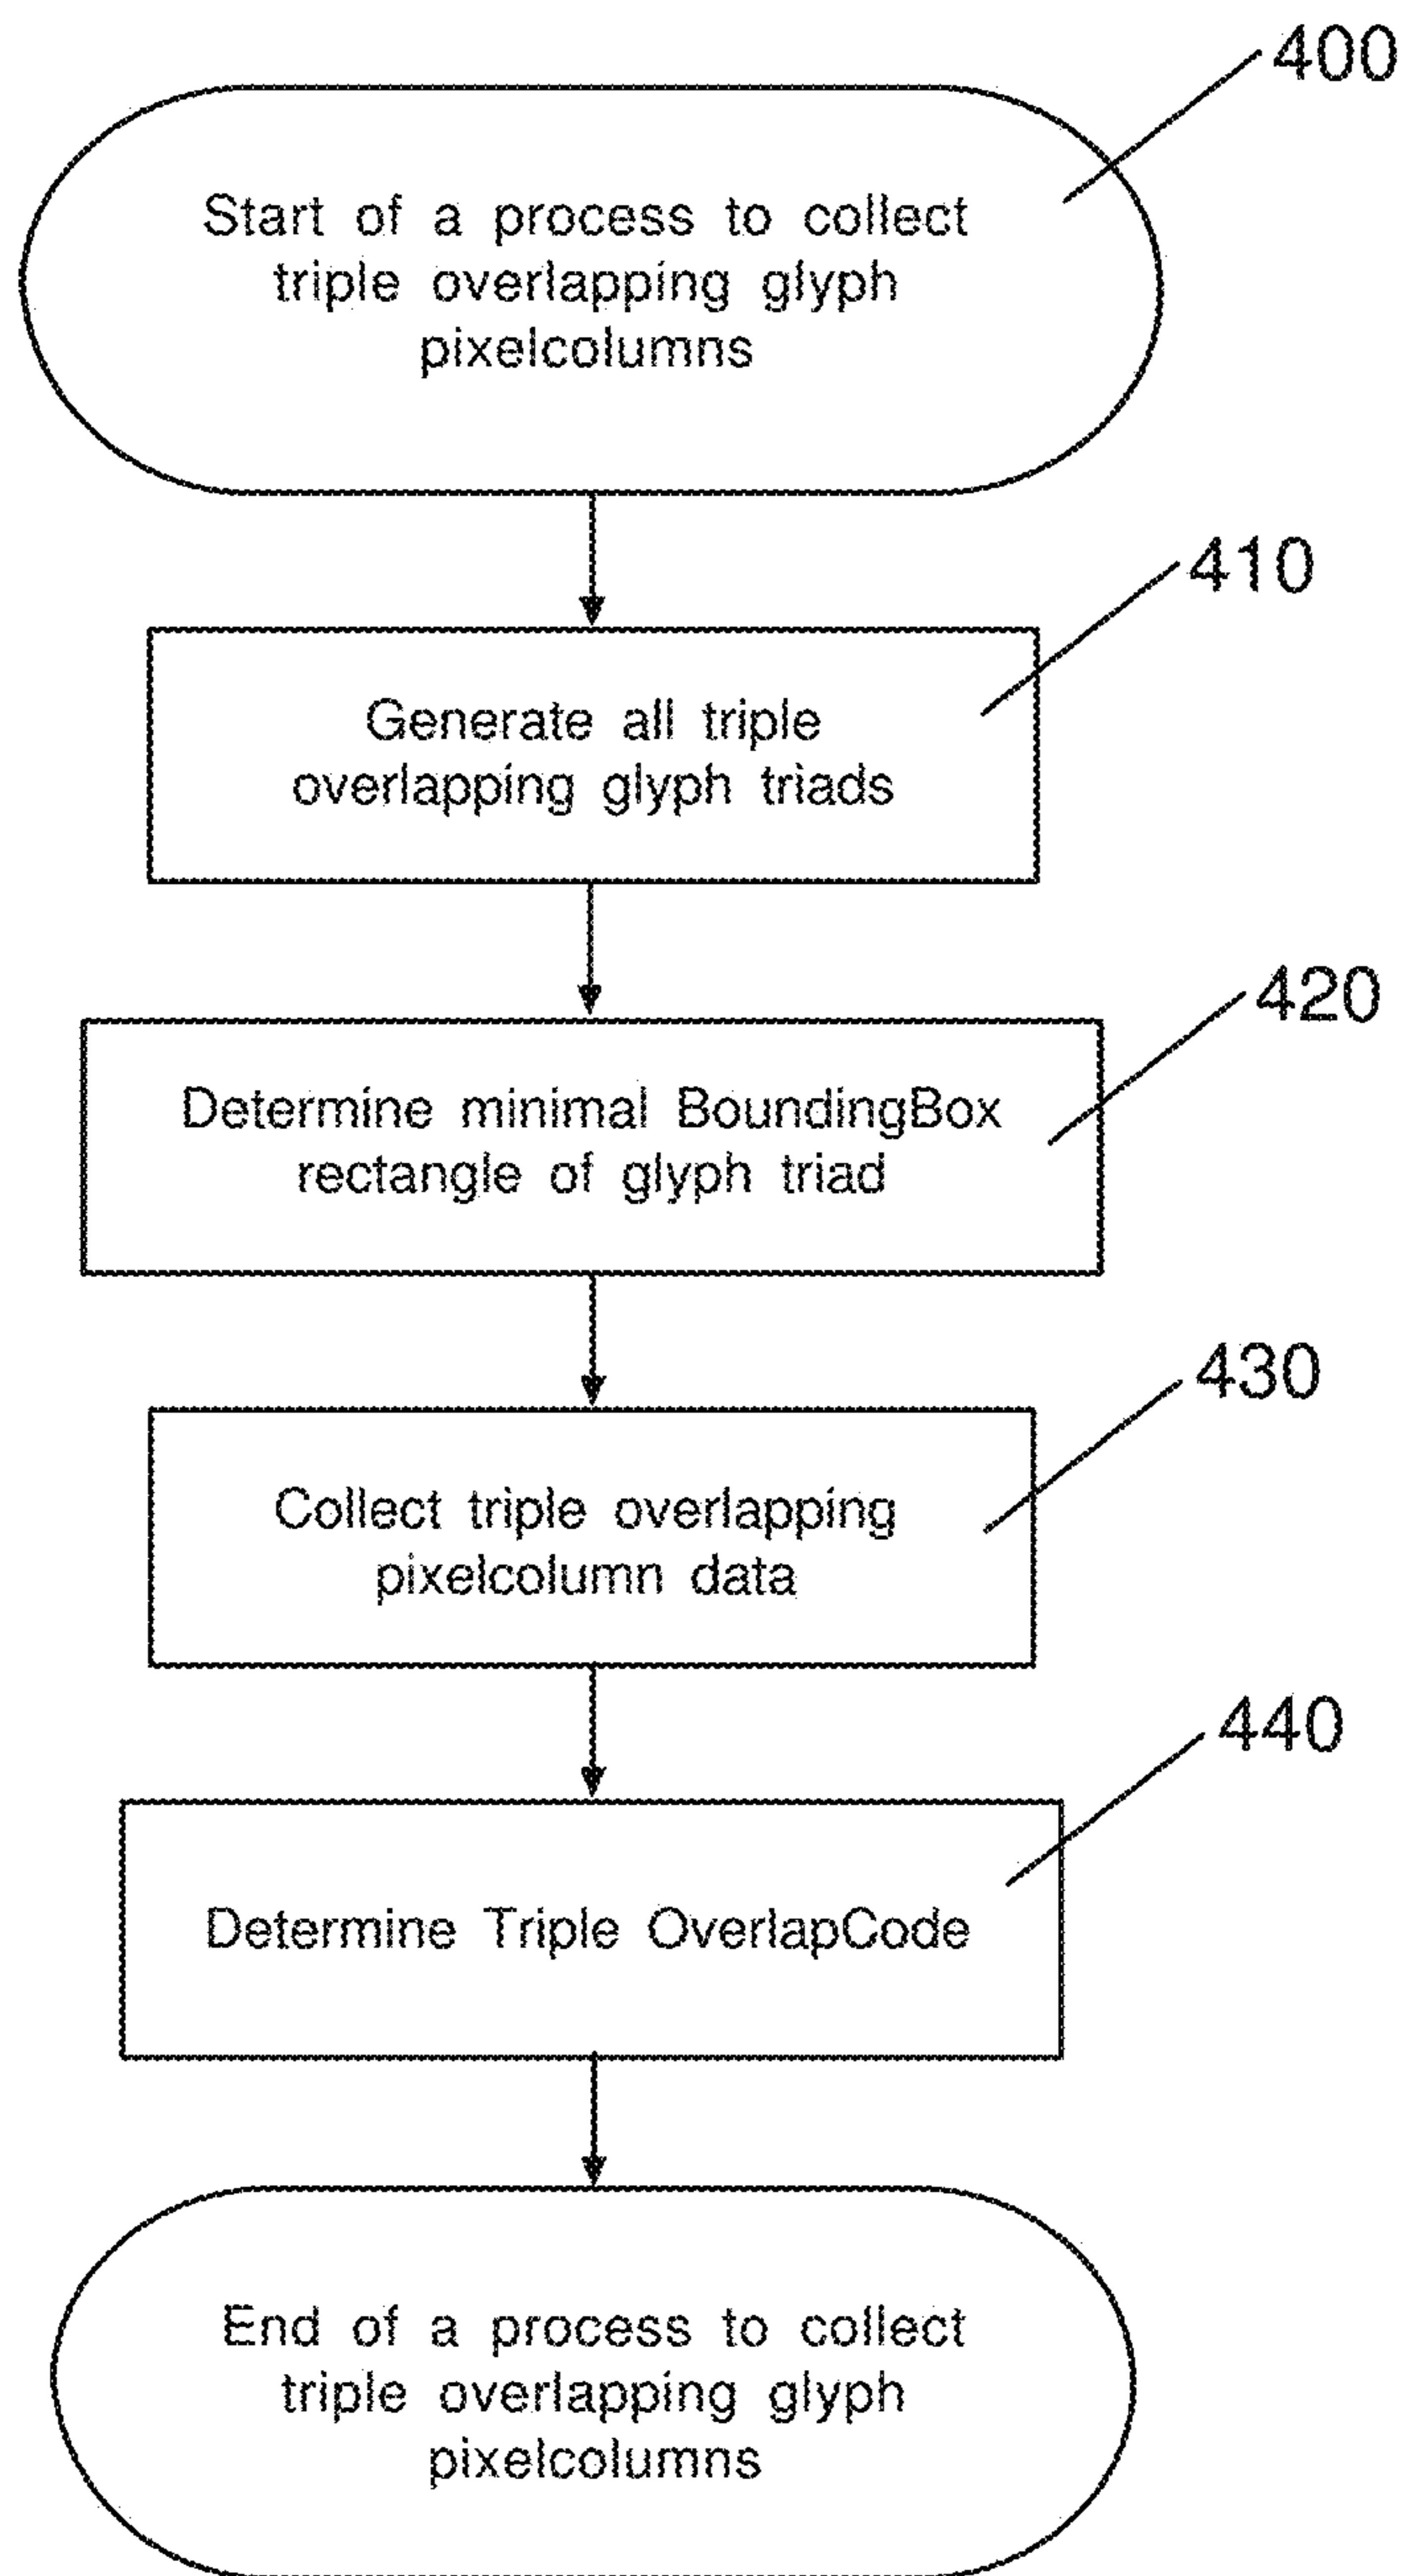 400
Start of a process to collect
triple overlapping glyph
pixelcolumns
410
Generate all triple
overlapping glyph triads
420
Determine minimal BoundingBox
rectangle of glyph triad
430
Collect triple overlapping
pixelcolumn data
440
Determine Triple OverlapCode
End of a process to collect
triple overlapping glyph
pixelcolumns